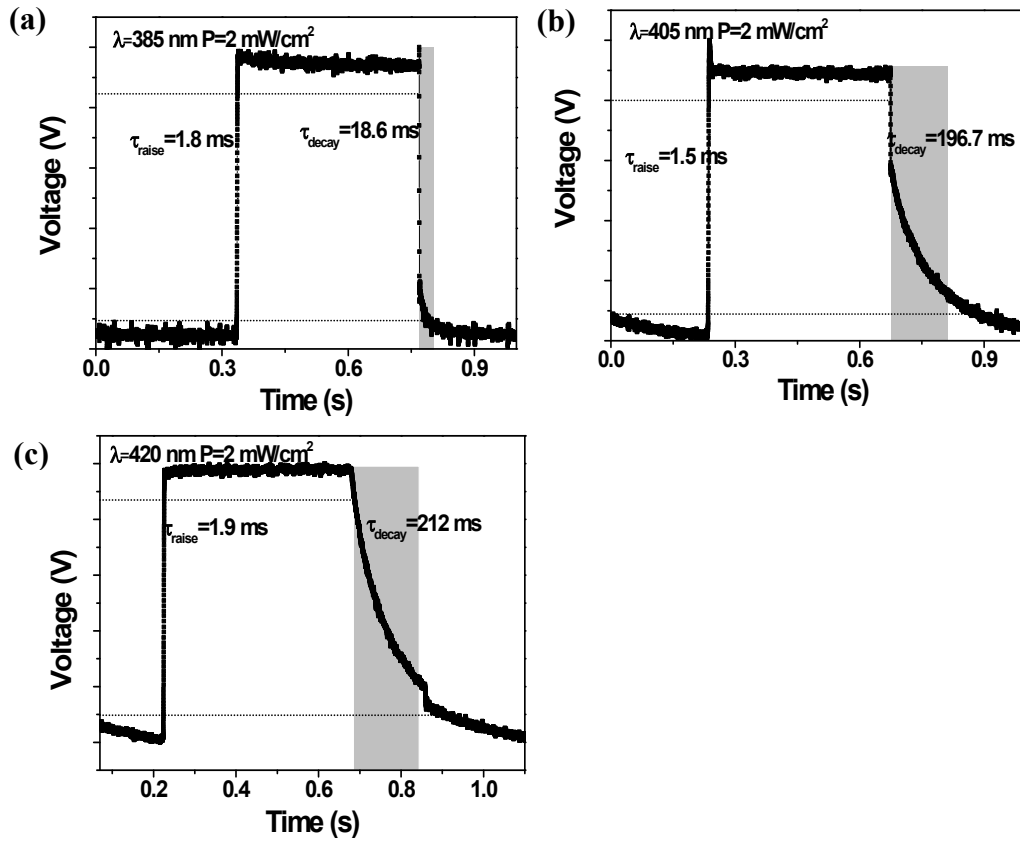 (a)
λ=385 nm P=2 mW/cm²
τraise=1.8 ms
τdecay=18.6 ms
Voltage (V)
0.0 0.3 0.6 0.9
Time (s)
(b)
λ=405 nm P=2 mW/cm²
τraise=1.5 ms
τdecay=196.7 ms
Voltage (V)
0.0 0.3 0.6 0.9
Time (s)
(c)
λ=420 nm P=2 mW/cm²
τraise=1.9 ms
τdecay=212 ms
Voltage (V)
0.2 0.4 0.6 0.8 1.0
Time (s)